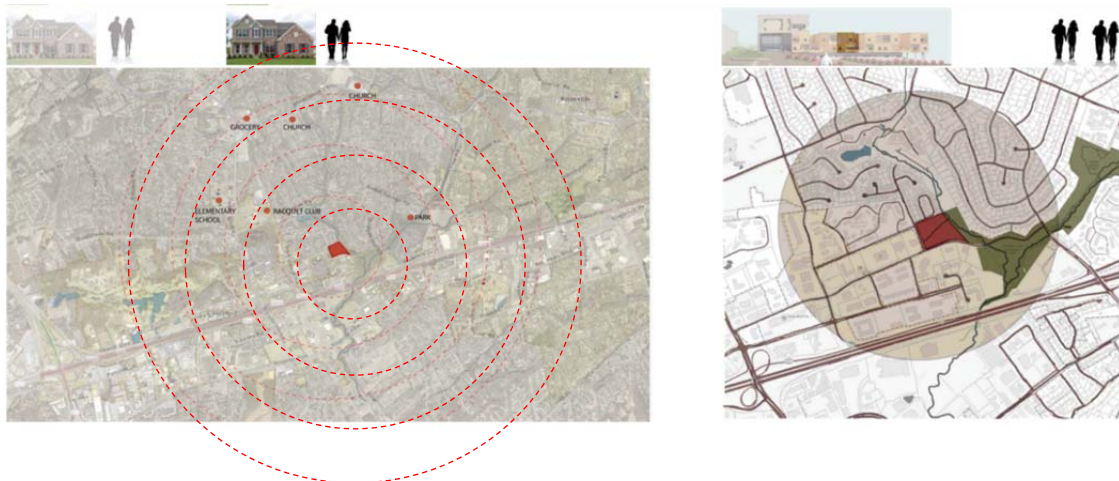 CHURCH
GROCERY
CHURCH
ELEMENTARY
SCHOOL
RACQUET CLUB
PARK